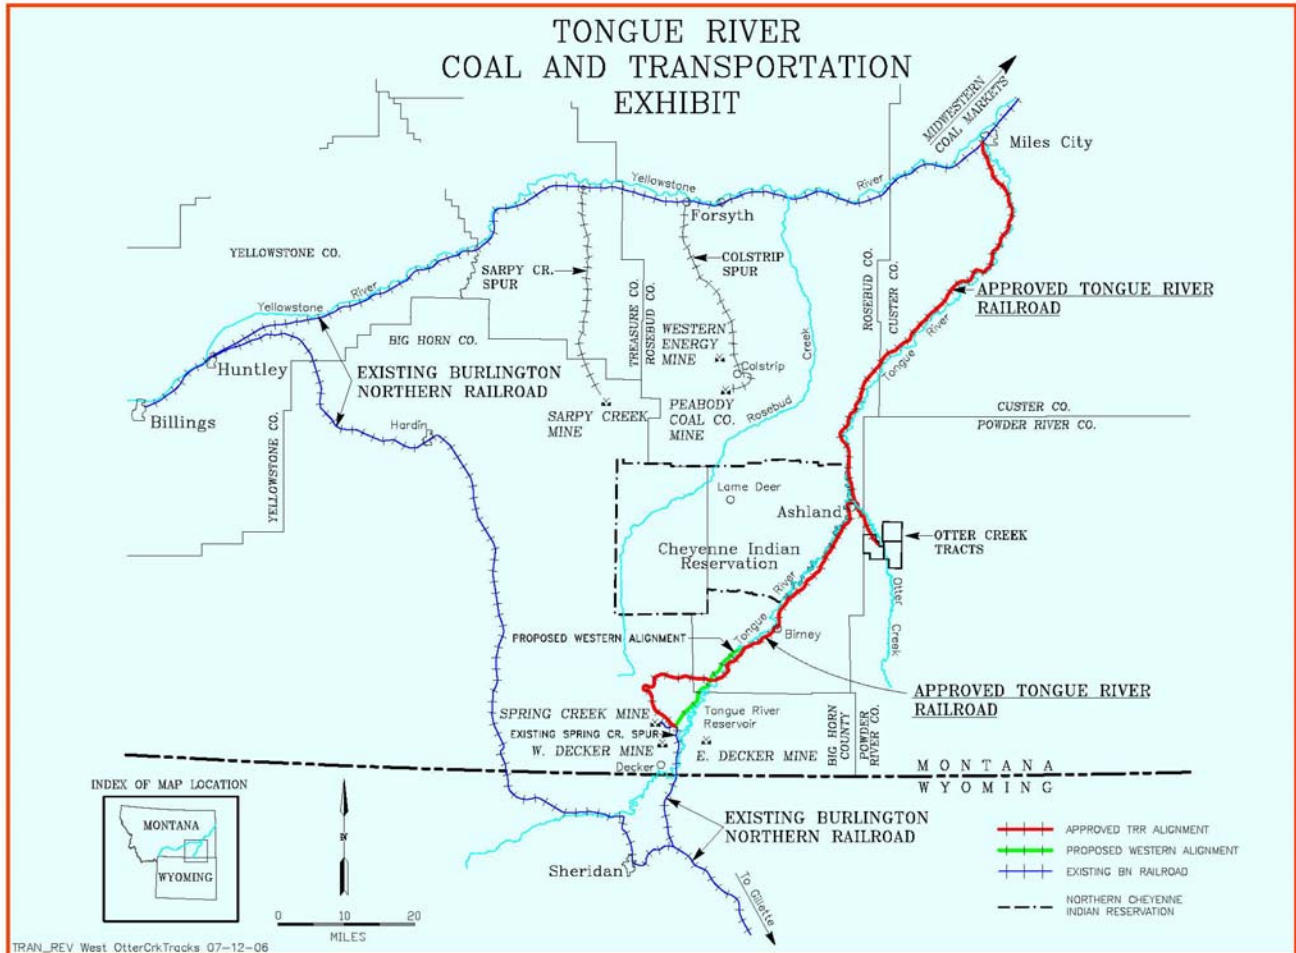 TONGUE RIVER
COAL AND TRANSPORTATION
EXHIBIT
MIDWESTERN
COAL MARKETS
Miles City
Yellowstone
River
Forsyth
YELLOWSTONE CO.
SARPY CR.
SPUR
COLSTRIP
SPUR
TREASURE CO.
ROSEBUD CO.
ROSEBUD CO.
CUSTER CO.
APPROVED TONGUE RIVER
RAILROAD
Yellowstone
River
BIG HORN CO.
WESTERN
ENERGY
MINE
Creek
Tongue
River
Huntley
EXISTING BURLINGTON
NORTHERN RAILROAD
Colstrip
Billings
YELLOWSTONE CO.
BIG HORN CO.
Hardin
SARPY CREEK
MINE
PEABODY
COAL CO.
MINE
Rosebud
CUSTER CO.
POWDER RIVER CO.
Lame Deer
Ashland
OTTER CREEK
TRACTS
Cheyenne Indian
Reservation
River
Otter
Creek
Tongue
Birney
PROPOSED WESTERN ALIGNMENT
APPROVED TONGUE RIVER
RAILROAD
SPRING CREEK MINE
Tongue River
Reservoir
EXISTING SPRING CR. SPUR
W. DECKER MINE
E. DECKER MINE
BIG HORN
COUNTY
POWDER
RIVER CO.
Decker
MONTANA
WYOMING
INDEX OF MAP LOCATION
MONTANA
WYOMING
N
EXISTING BURLINGTON
NORTHERN RAILROAD
Sheridan
To Gillette
APPROVED TRR ALIGNMENT
PROPOSED WESTERN ALIGNMENT
EXISTING BN RAILROAD
NORTHERN CHEYENNE
INDIAN RESERVATION
0 10 20
MILES
TRAN_REV West OtterCrkTracks 07-12-06